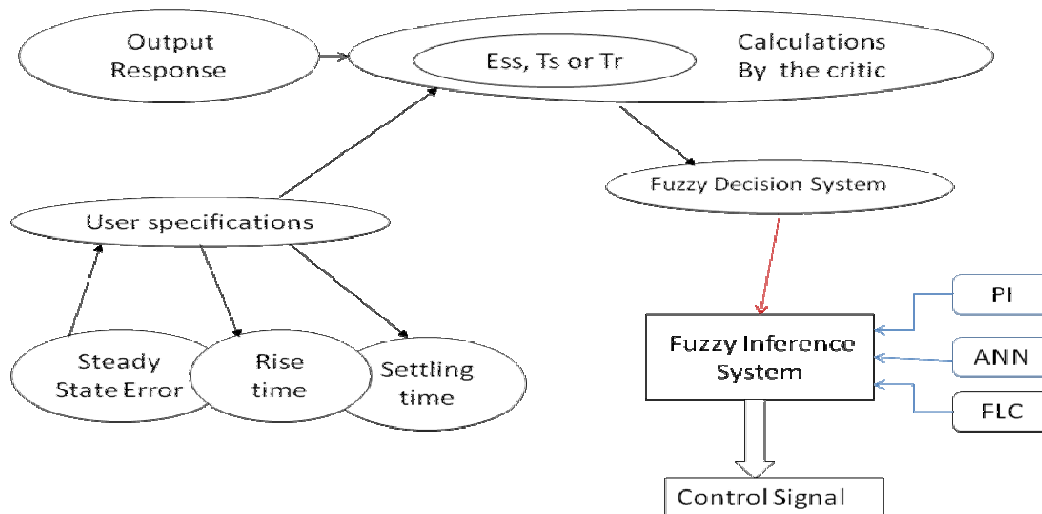 Output
Response
Ess, Ts or Tr
Calculations
By the critic
Fuzzy Decision System
User specifications
PI
Steady
State Error
Rise
time
Settling
time
Fuzzy Inference
System
ANN
FLC
Control Signal